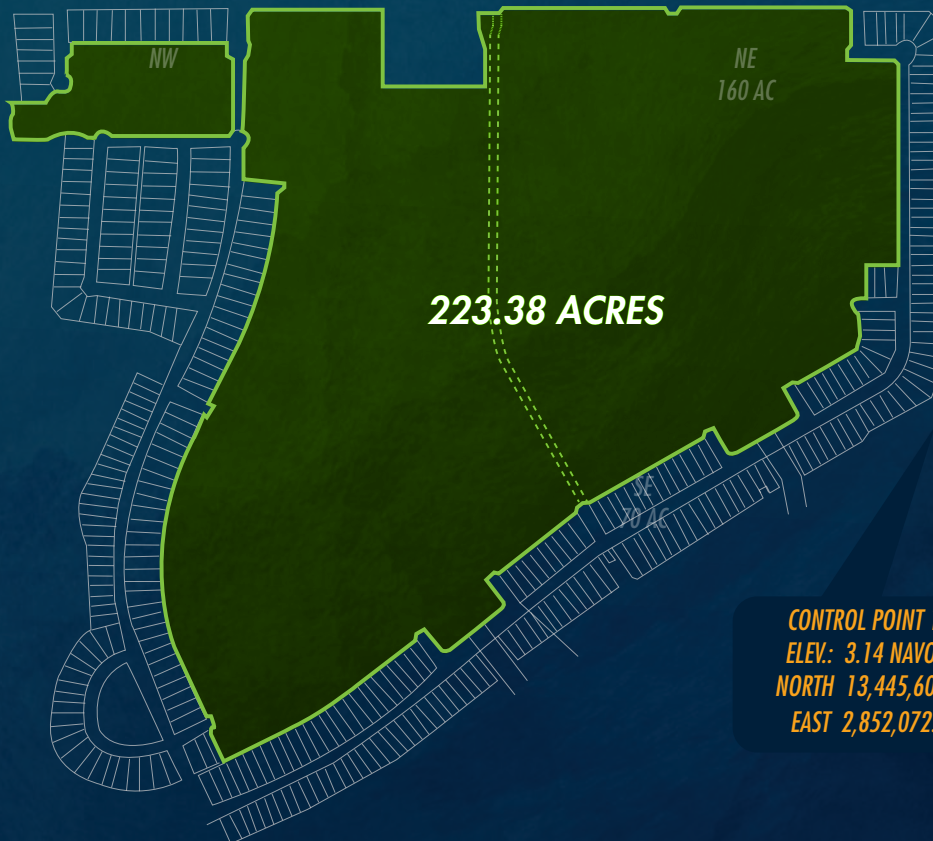 NW
NE
160 AC
223.38 ACRES
SE
70 AC
CONTROL POINT
ELEV.: 3.14
NORTH 13,445,60
EAST 2,852,072